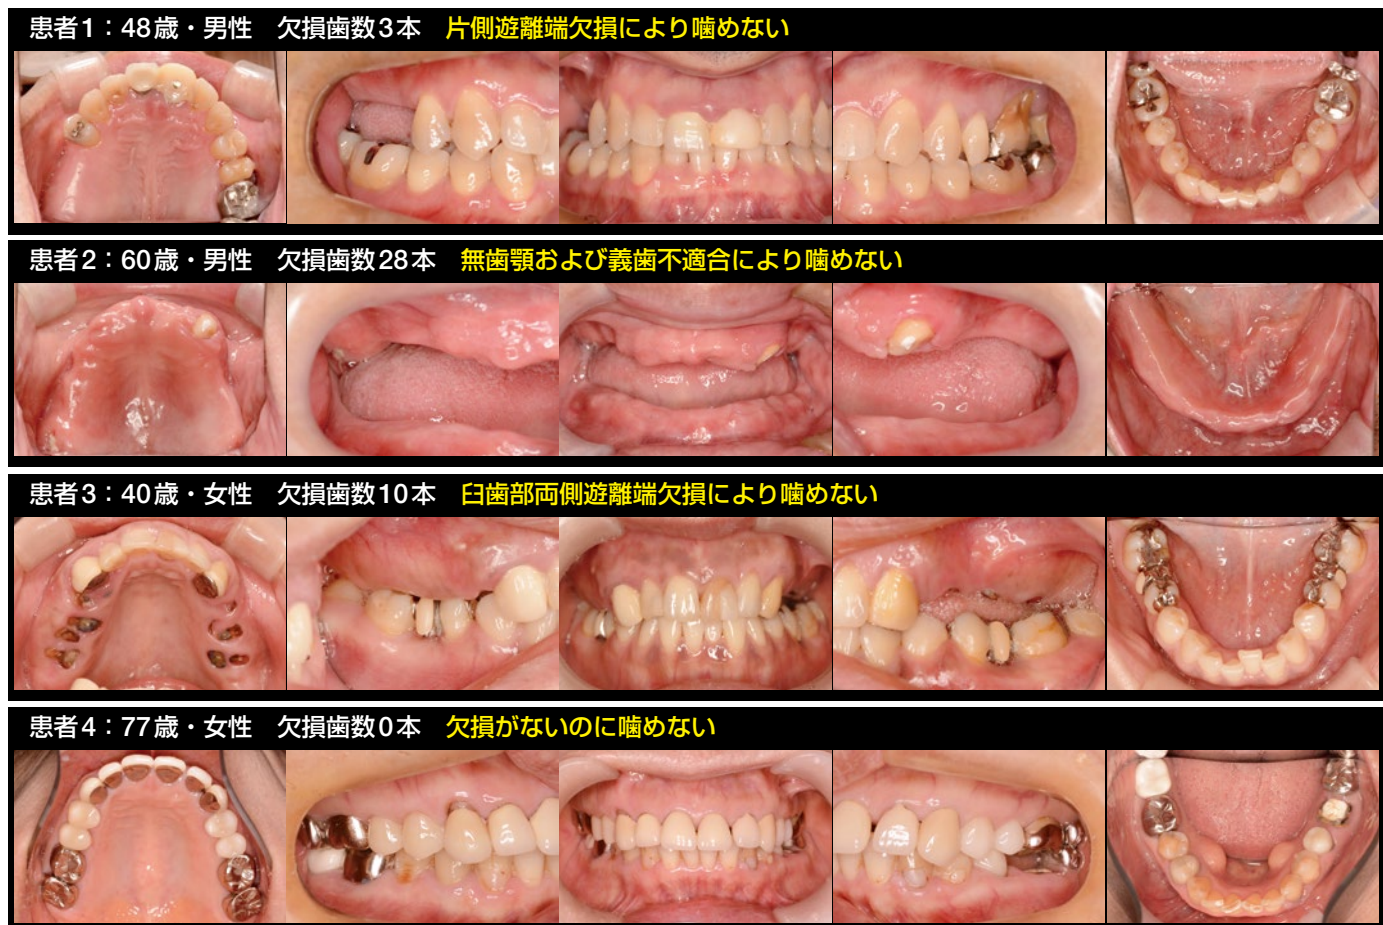 患者1：48歳・男性　欠損歯数3本　片側遊離端欠損により噛めない
患者2：60歳・男性　欠損歯数28本　無歯顎および義歯不適合により噛めない
患者3：40歳・女性　欠損歯数10本　臼歯部両側遊離端欠損により噛めない
患者4：77歳・女性　欠損歯数0本　欠損がないのに噛めない